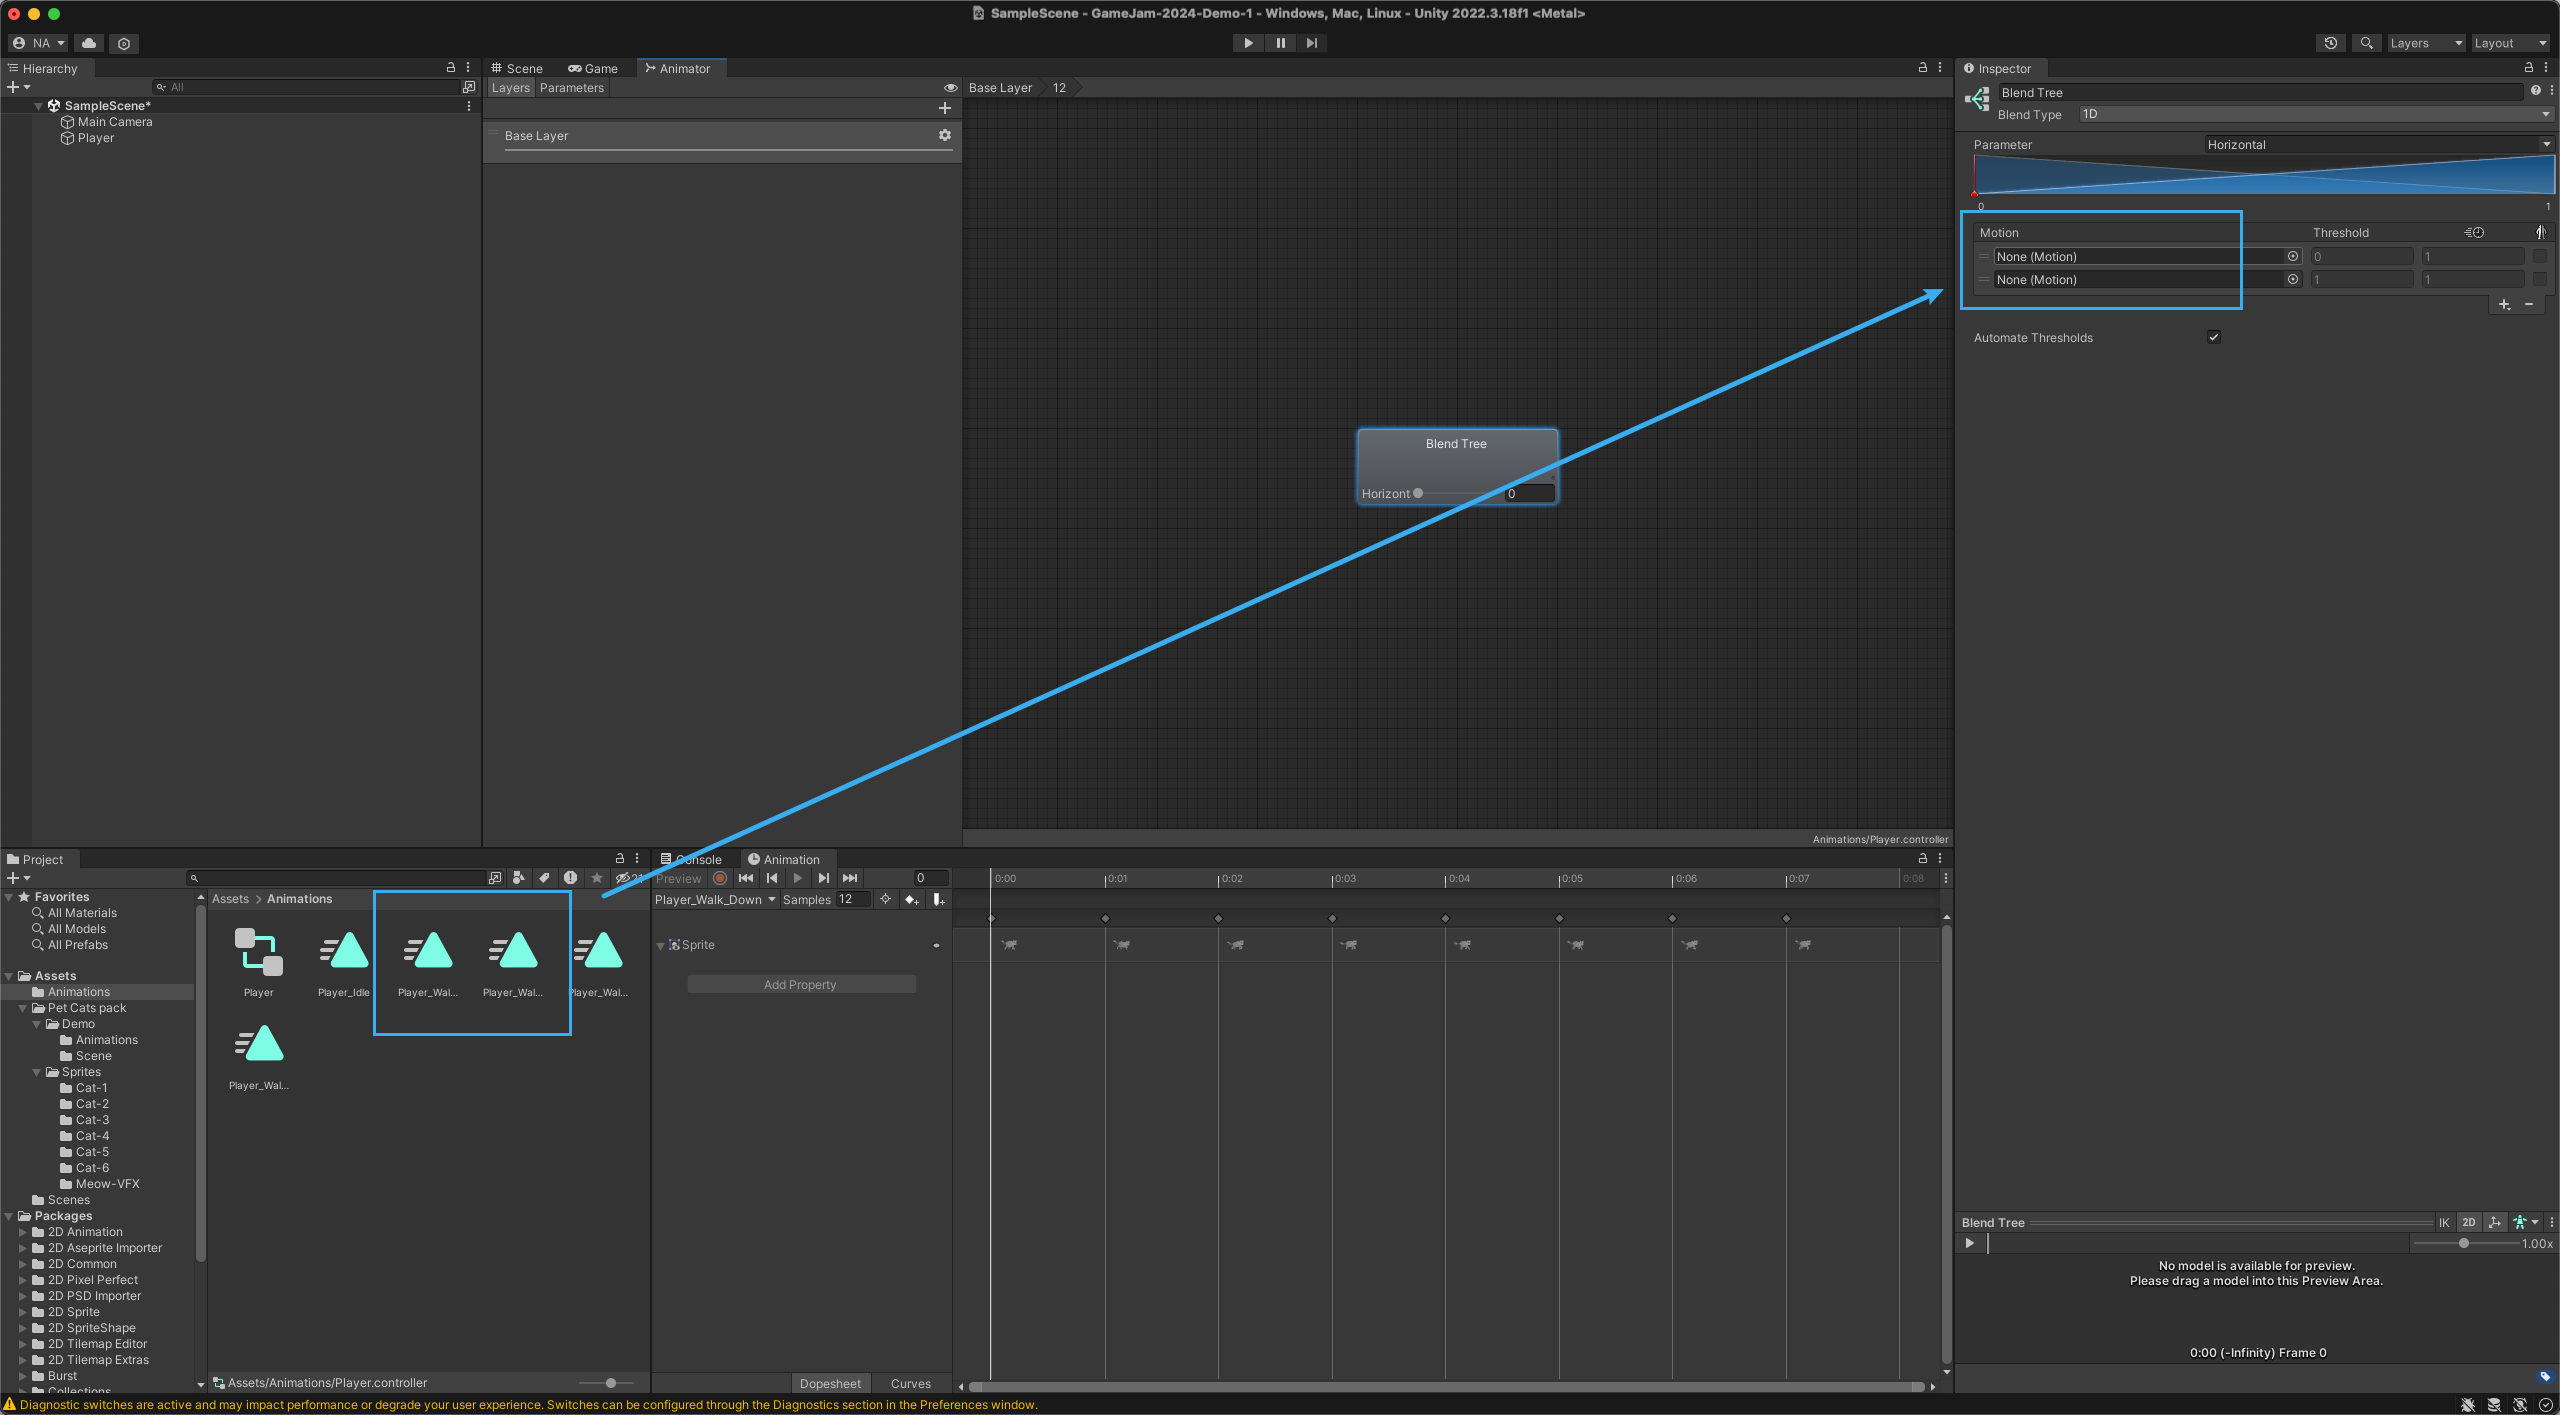 SampleScene - GameJam-2024-Demo-1 - Windows, Mac, Linux - Unity 2022.3.18f1 <Metal>
NA
Layers
Layout
Hierarchy
All
SampleScene*
Main Camera
Player
Scene
Game
Animator
Layers
Parameters
Base Layer
Base Layer
12
Blend Tree
Horizont
0
Animations/Player.controller
Inspector
Blend Tree
Blend Type
1D
Parameter
Horizontal
0
1
Motion
Threshold
None (Motion)
0
1
None (Motion)
1
1
Automate Thresholds
Project
Favorites
All Materials
All Models
All Prefabs
Assets
Animations
Pet Cats pack
Demo
Animations
Scene
Sprites
Cat-1
Cat-2
Cat-3
Cat-4
Cat-5
Cat-6
Meow-VFX
Scenes
Packages
2D Animation
2D Aseprite Importer
2D Common
2D Pixel Perfect
2D PSD Importer
2D Sprite
2D SpriteShape
2D Tilemap Editor
2D Tilemap Extras
Burst
Collections
Assets > Animations
Player
Player_Idle
Player_Wal...
Player_Wal...
Player_Wal...
Player_Wal...
Assets/Animations/Player.controller
Console
Animation
Preview
0
Player_Walk_Down
Samples
12
Sprite
Add Property
Dopesheet
Curves
0:00
0:01
0:02
0:03
0:04
0:05
0:06
0:07
0:08
Blend Tree
IK
2D
1.00x
No model is available for preview.
Please drag a model into this Preview Area.
0:00 (-Infinity) Frame 0
Diagnostic switches are active and may impact performance or degrade your user experience. Switches can be configured through the Diagnostics section in the Preferences window.